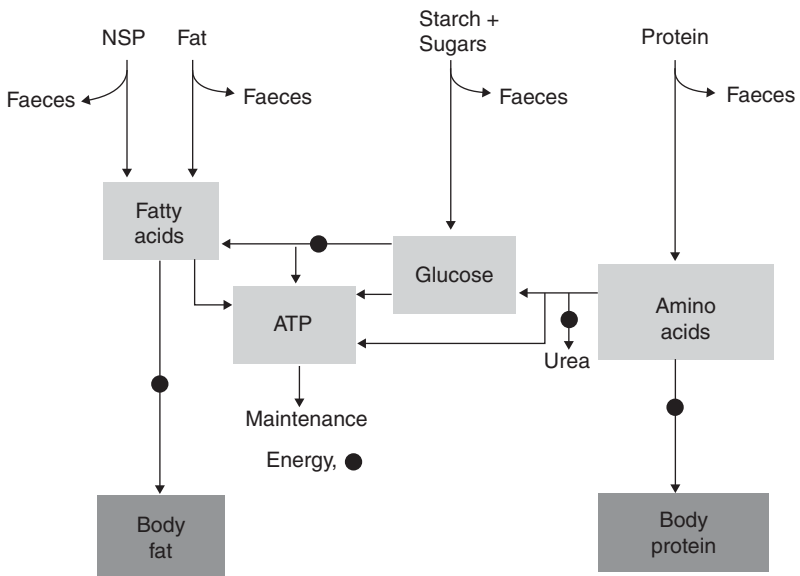 Starch +
Sugars
NSP
Fat
Protein
Faeces
Faeces
Faeces
Faeces
Fatty
acids
Glucose
Amino
acids
ATP
Urea
Maintenance
Energy,
Body
fat
Body
protein